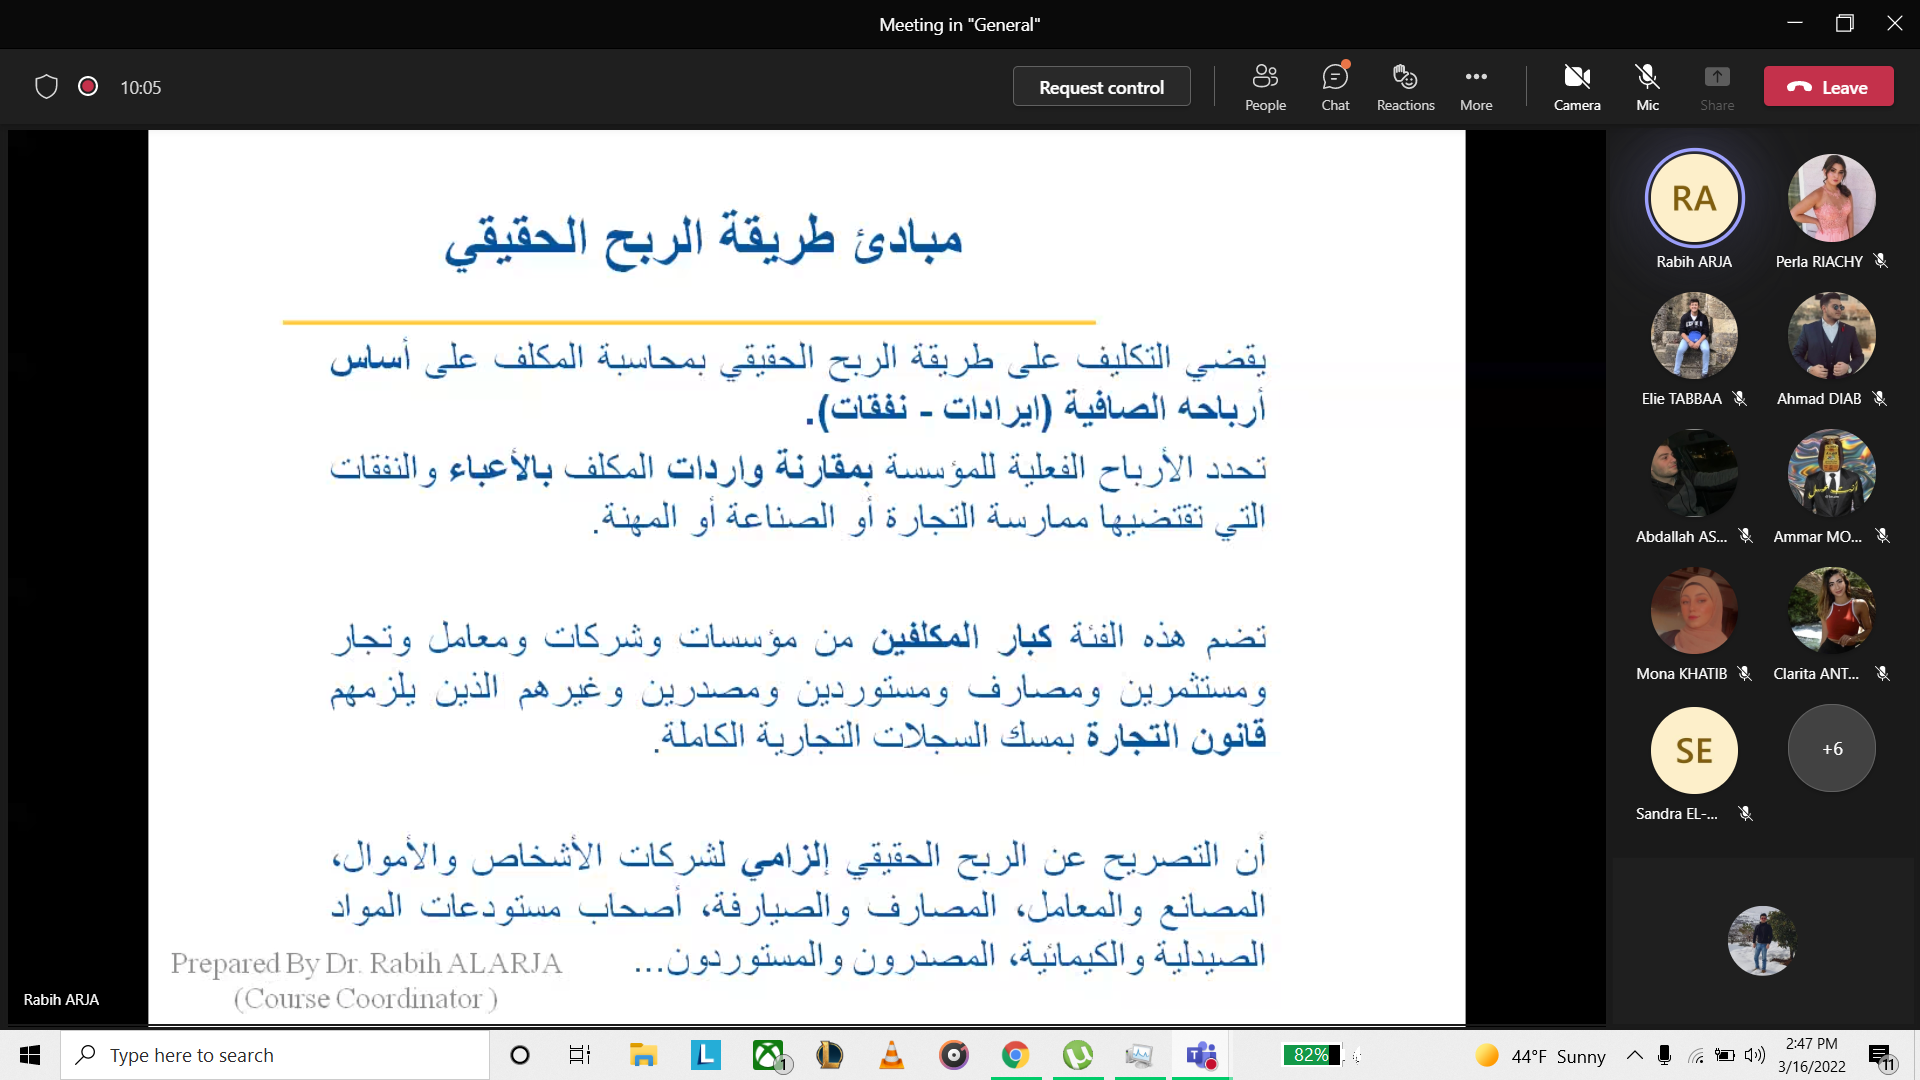 Meeting in "General"
10:05
Request control
People
Chat
Reactions
More
Camera
Mic
Share
Leave
مبادئ طريقة الربح الحقيقي
يقضي التكليف على طريقة الربح الحقيقي بمحاسبة المكلف على أساس
أرباحه الصافية (ايرادات - نفقات).
تحدد الأرباح الفعلية للمؤسسة بمقارنة واردات المكلف بالأعباء والنفقات
التي تقتضيها ممارسة التجارة أو الصناعة أو المهنة.
تضم هذه الفئة كبار المكلفين من مؤسسات وشركات ومعامل وتجار
ومستثمرين ومصارف ومستوردين ومصدرين وغيرهم الذين يلزمهم
قانون التجارة بمسك السجلات التجارية الكاملة.
أن التصريح عن الربح الحقيقي إلزامي لشركات الأشخاص والأموال،
المصانع والمعامل، المصارف والصيارفة، أصحاب مستودعات المواد
الصيدلية والكيمائية، المصدرون والمستوردون...
Prepared By Dr. Rabih ALARJA
(Course Coordinator )
Rabih ARJA
RA
Rabih ARJA
Perla RIACHY
Elie TABBAA
Ahmad DIAB
Abdallah AS...
Ammar MO...
Mona KHATIB
Clarita ANT...
SE
+6
Sandra EL-...
Type here to search
1
82%
44°F Sunny
2:47 PM
3/16/2022
11